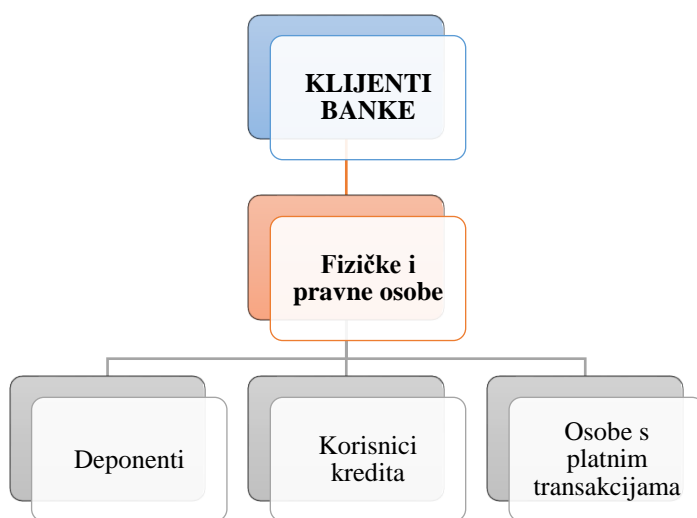 KLIJENTI
BANKE
Fizičke i
pravne osobe
Deponenti
Korisnici
kredita
Osobe s
platnim
transakcijama